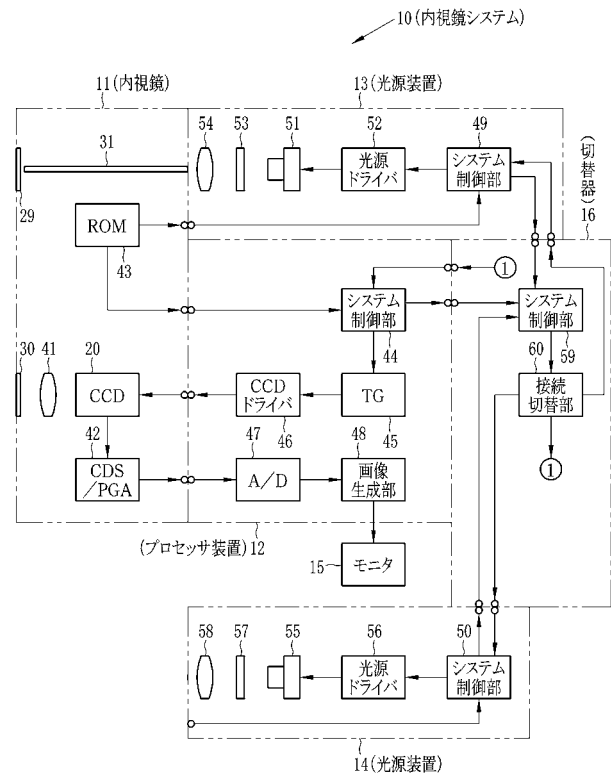 10(内視鏡システム)
11(内視鏡)
13(光源装置)
54 53 51 52 49
31
光源
ドライバ
システム
制御部
(切替器)16
29
ROM
43
①
システム
制御部
44
システム
制御部
59
30 41 20
CCD
CCD
ドライバ
46
TG
45
60
接続
切替部
①
42
CDS
/PGA
47
A/D
48
画像
生成部
(プロセッサ装置)12
15
モニタ
58 57 55 56 50
光源
ドライバ
システム
制御部
14(光源装置)